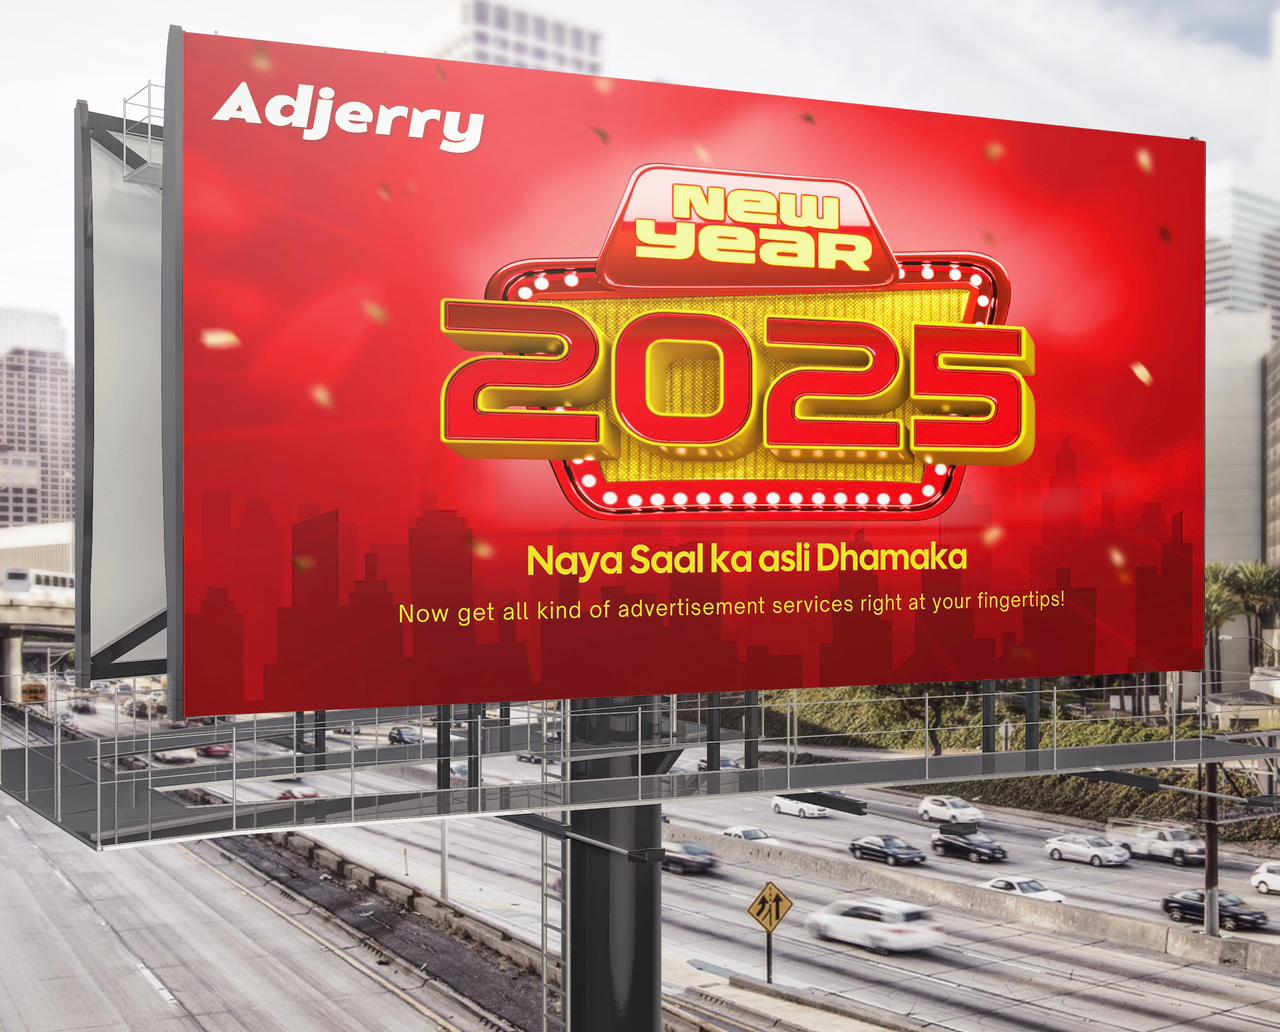 Adjerry
New
year
2025
Naya Saal ka asli Dhamaka
Now get all kind of advertisement services right at your fingertips!